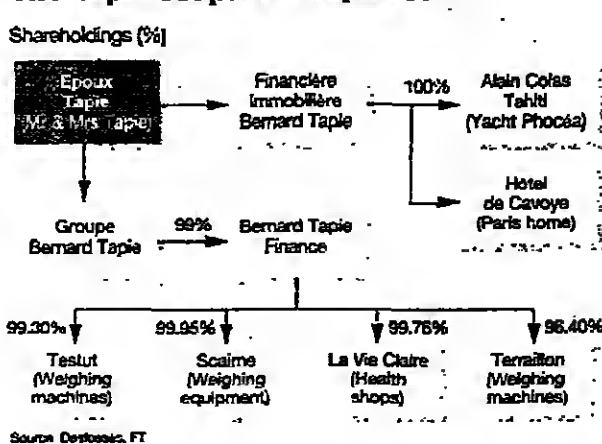 Shareholdings (%)
Epoux
Tapie
(Mr & Mrs Tapie)
Financière
Immobilière
Bernard Tapie
100%
Alain Colas
Tahiti
(Yacht Phocéa)
Hôtel
de Cavoye
(Paris home)
Groupe
Bernard Tapie
99%
Bernard Tapie
Finance
99.30%
Testut
(Weighing
machines)
99.95%
Scaime
(Weighing
equipment)
99.76%
La Vie Claire
(Health
shops)
96.40%
Terraillon
(Weighing
machines)
Source: FT